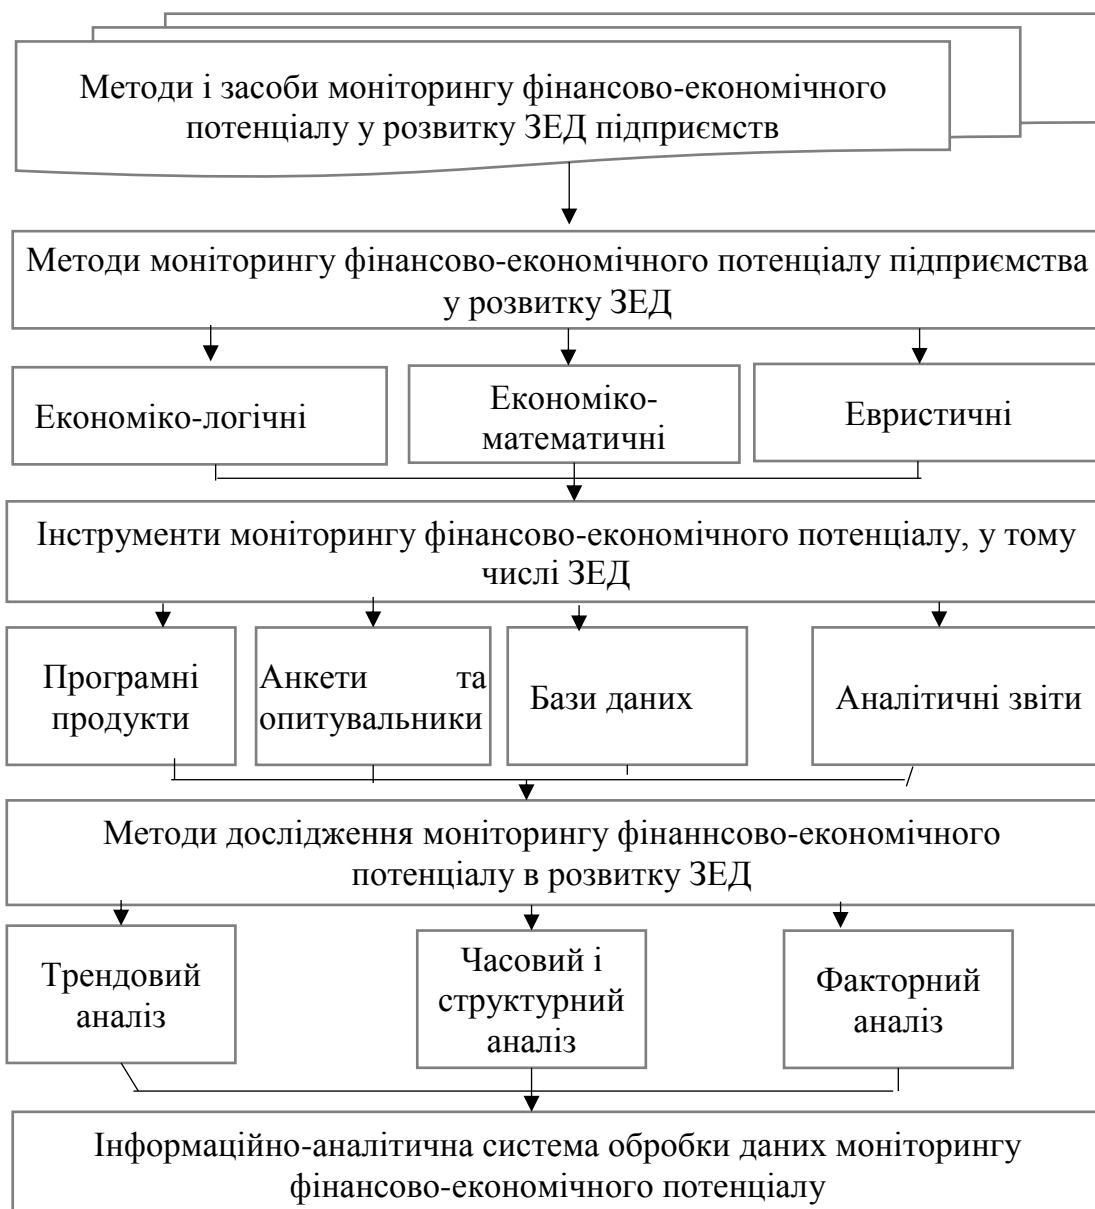 Методи і засоби моніторингу фінансово-економічного
потенціалу у розвитку ЗЕД підприємств
Методи моніторингу фінансово-економічного потенціалу підприємства
у розвитку ЗЕД
Економіко-логічні
Економіко-
математичні
Евристичні
Інструменти моніторингу фінансово-економічного потенціалу, у тому
числі ЗЕД
Програмні
продукти
Анкети та
опитувальники
Бази даних
Аналітичні звіти
Методи дослідження моніторингу фінаннсово-економічного
потенціалу в розвитку ЗЕД
Трендовий
аналіз
Часовий і
структурний
аналіз
Факторний
аналіз
Інформаційно-аналітична система обробки даних моніторингу
фінансово-економічного потенціалу